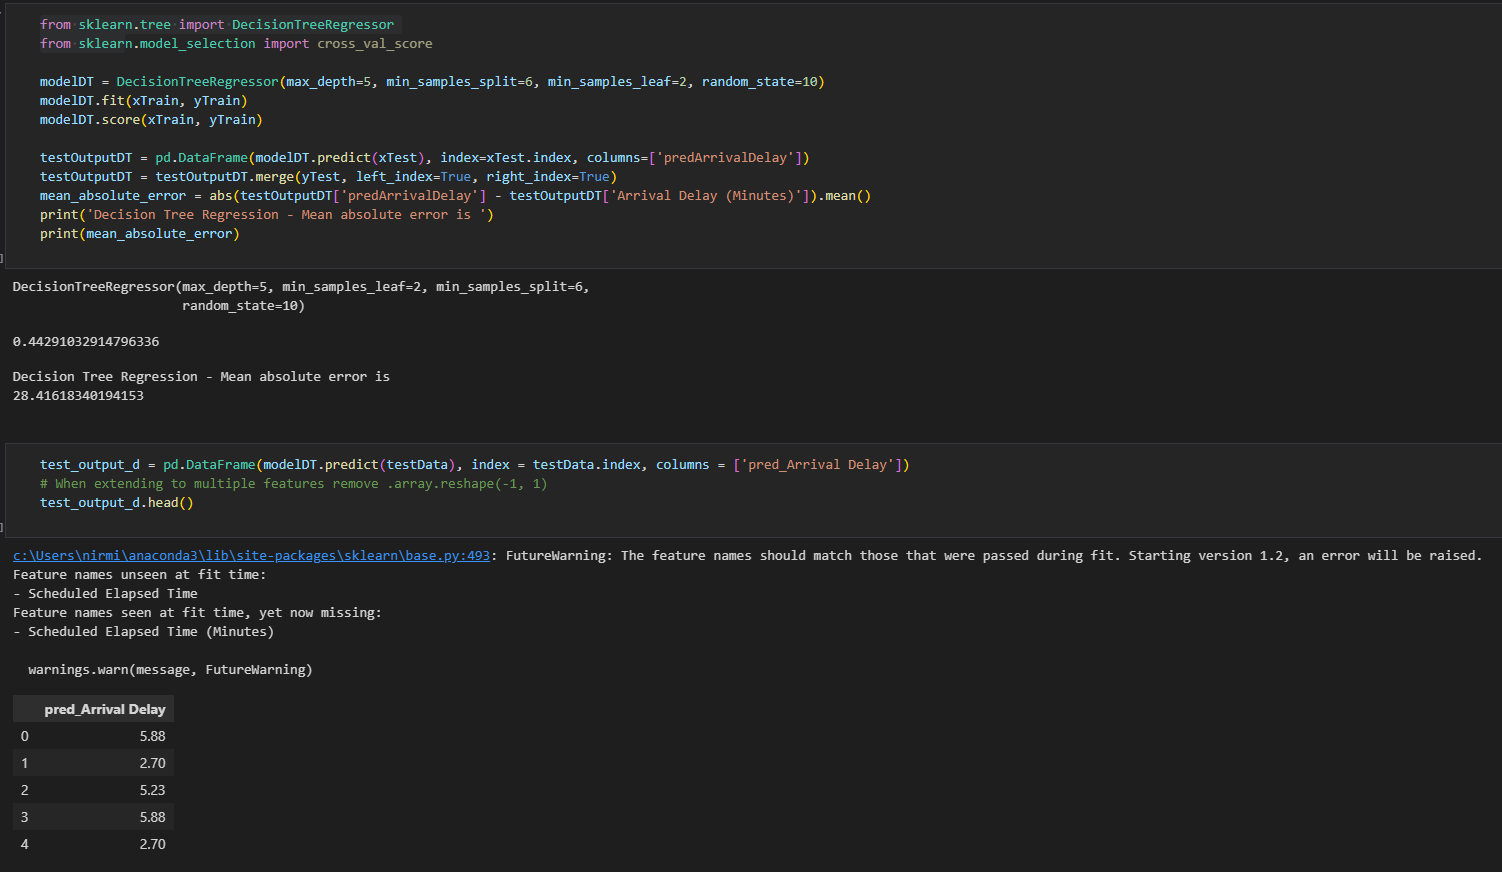 from sklearn.tree import DecisionTreeRegressor
from sklearn.model_selection import cross_val_score
modelDT = DecisionTreeRegressor(max_depth=5, min_samples_split=6, min_samples_leaf=2, random_state=10)
modelDT.fit(xTrain, yTrain)
modelDT.score(xTrain, yTrain)
testOutputDT = pd.DataFrame(modelDT.predict(xTest), index=xTest.index, columns=['predArrivalDelay'])
testOutputDT = testOutputDT.merge(yTest, left_index=True, right_index=True)
mean_absolute_error = abs(testOutputDT['predArrivalDelay'] - testOutputDT['Arrival Delay (Minutes)']).mean()
print('Decision Tree Regression - Mean absolute error is ')
print(mean_absolute_error)
]
DecisionTreeRegressor(max_depth=5, min_samples_leaf=2, min_samples_split=6,
random_state=10)
0.44291032914796336
Decision Tree Regression - Mean absolute error is
28.41618340194153
test_output_d = pd.DataFrame(modelDT.predict(testData), index = testData.index, columns = ['pred_Arrival Delay'])
# When extending to multiple features remove .array.reshape(-1, 1)
test_output_d.head()
]
c:\Users\nirmi\anaconda3\lib\site-packages\sklearn\base.py:493: FutureWarning: The feature names should match those that were passed during fit. Starting version 1.2, an error will be raised.
Feature names unseen at fit time:
- Scheduled Elapsed Time
Feature names seen at fit time, yet now missing:
- Scheduled Elapsed Time (Minutes)
warnings.warn(message, FutureWarning)
pred_Arrival Delay
0 5.88
1 2.70
2 5.23
3 5.88
4 2.70